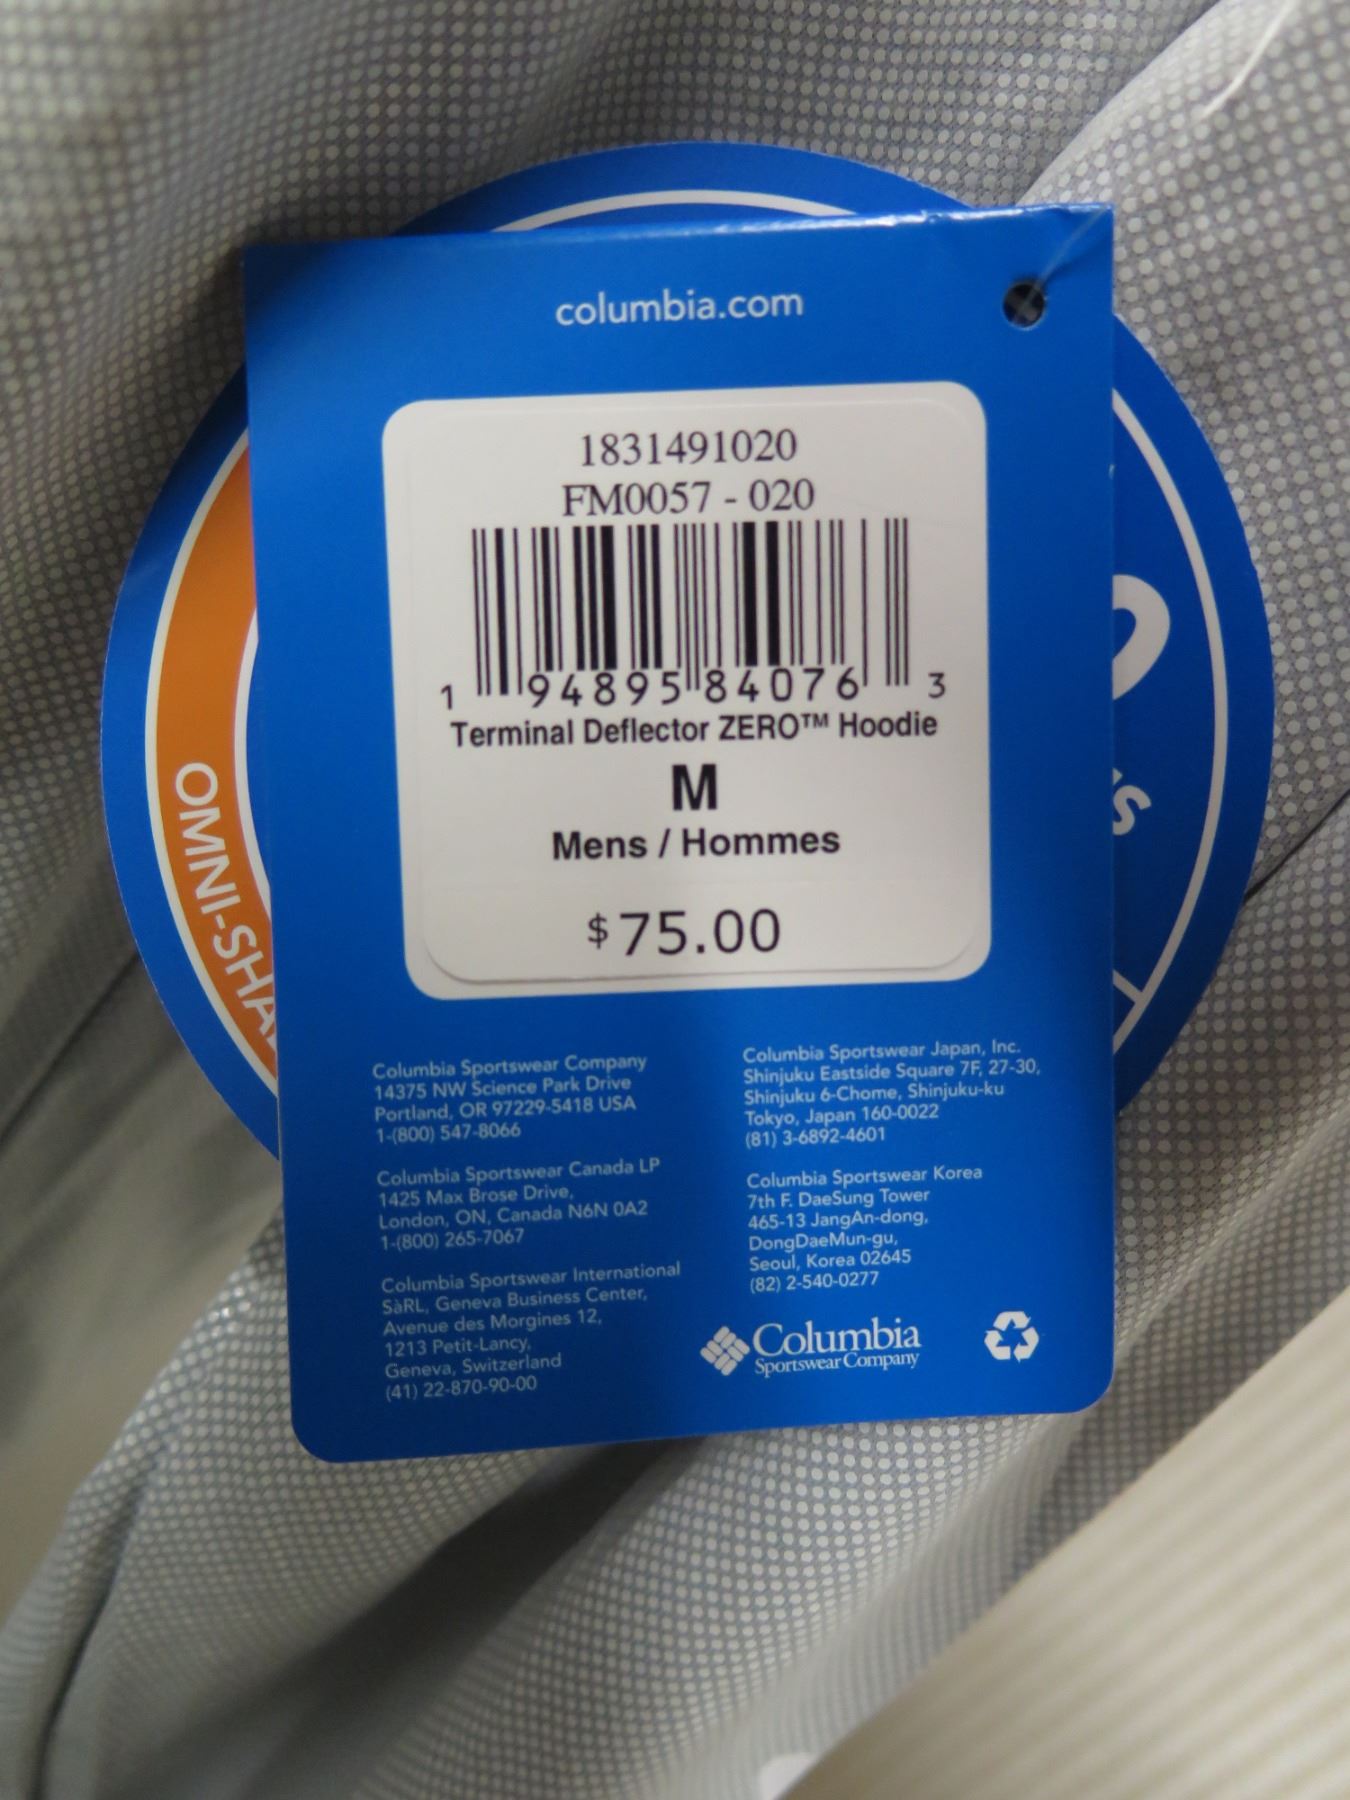 columbia.com
1831491020
FM0057 - 020
1 94895 84076 3
Terminal Deflector ZERO™ Hoodie
M
Mens / Hommes
$75.00
Columbia Sportswear Company
14375 NW Science Park Drive
Portland, OR 97229-5418 USA
1-(800) 547-8066
Columbia Sportswear Canada LP
1425 Max Brose Drive,
London, ON, Canada N6N 0A2
1-(800) 265-7067
Columbia Sportswear International
SàRL, Geneva Business Center,
Avenue des Morgines 12,
1213 Petit-Lancy,
Geneva, Switzerland
(41) 22-870-90-00
Columbia Sportswear Japan, Inc.
Shinjuku Eastside Square 7F, 27-30,
Shinjuku 6-Chome, Shinjuku-ku
Tokyo, Japan 160-0022
(81) 3-6892-4601
Columbia Sportswear Korea
7th F. DaeSung Tower
465-13 JangAn-dong,
DongDaeMun-gu,
Seoul, Korea 02645
(82) 2-540-0277
Columbia
Sportswear Company
OMNI-SHA